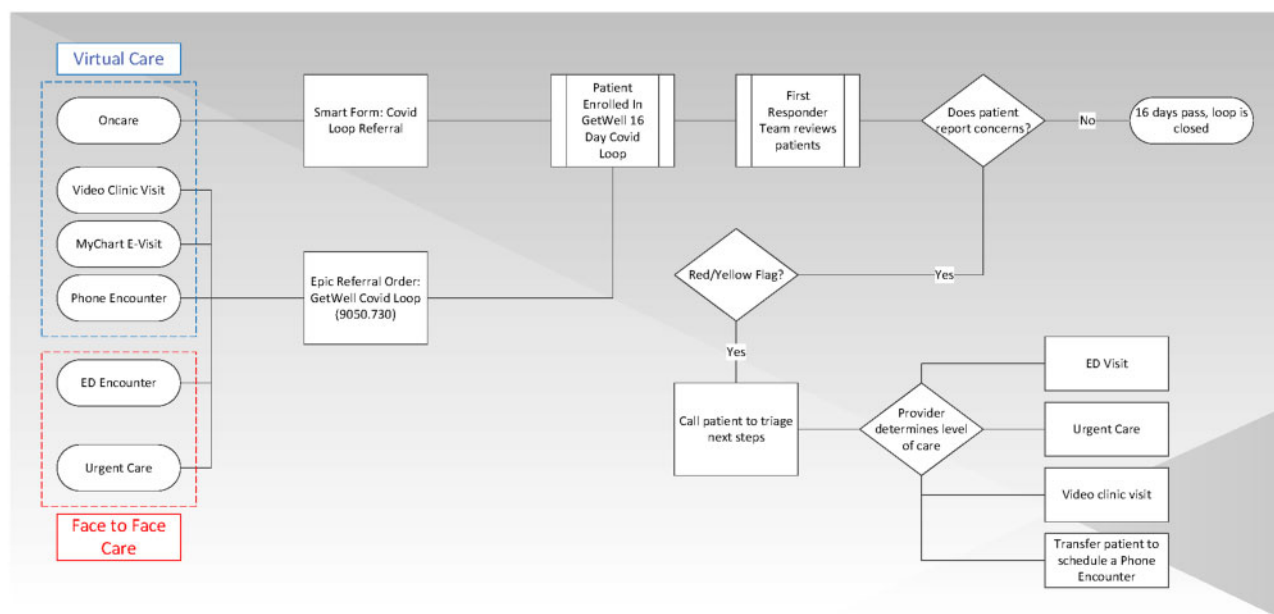 Virtual Care
Oncare
Video Clinic Visit
MyChart E-Visit
Phone Encounter
ED Encounter
Urgent Care
Face to Face
Care
Smart Form: Covid
Loop Referral
Epic Referral Order:
GetWell Covid Loop
(9050.730)
Patient
Enrolled In
GetWell 16
Day Covid
Loop
First
Responder
Team reviews
patients
Does patient
report concerns?
No
16 days pass, loop is
closed
Yes
Red/Yellow Flag?
Yes
Call patient to triage
next steps
Provider
determines level
of care
ED Visit
Urgent Care
Video clinic visit
Transfer patient to
schedule a Phone
Encounter